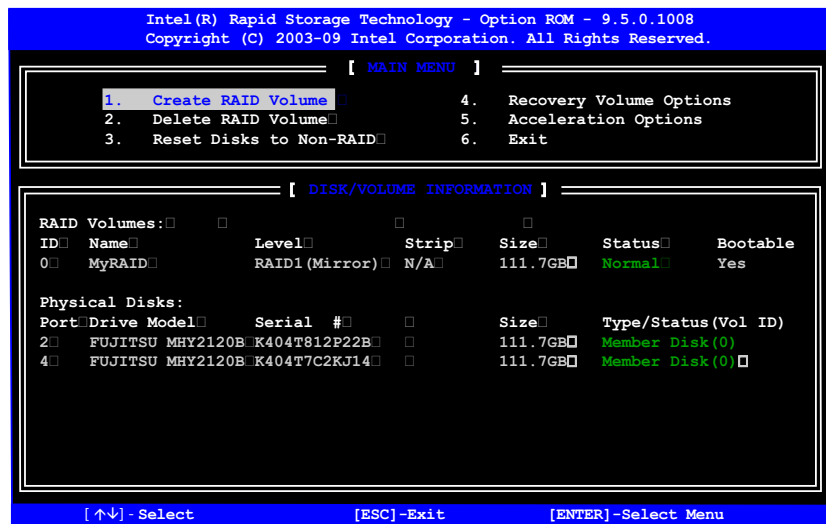 Intel(R) Rapid Storage Technology - Option ROM - 9.5.0.1008
Copyright (C) 2003-09 Intel Corporation. All Rights Reserved.
[ MAIN MENU ]
1. Create RAID Volume 4. Recovery Volume Options
2. Delete RAID Volume 5. Acceleration Options
3. Reset Disks to Non-RAID 6. Exit
[ DISK/VOLUME INFORMATION ]
RAID Volumes:
ID Name Level Strip Size Status Bootable
0 MyRAID RAID1(Mirror) N/A 111.7GB Normal Yes
Physical Disks:
Port Drive Model Serial # Size Type/Status(Vol ID)
2 FUJITSU MHY2120B K404T812P22B 111.7GB Member Disk(0)
4 FUJITSU MHY2120B K404T7C2KJ14 111.7GB Member Disk(0)
[↑↓]-Select [ESC]-Exit [ENTER]-Select Menu